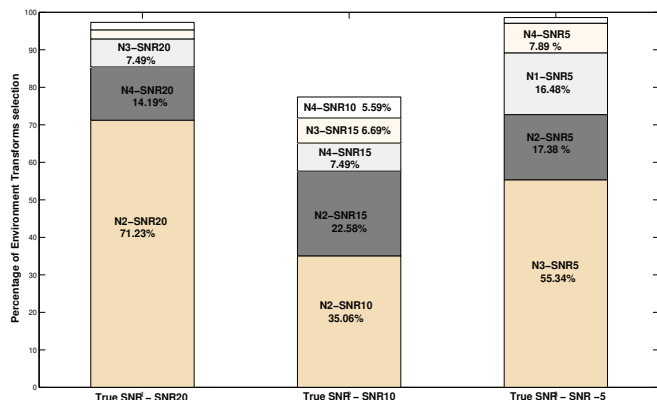 Percentage of Environment Transforms selection
100
90
80
70
60
50
40
30
20
10
0
N3−SNR20
7.49%
N4−SNR20
14.19%
N2−SNR20
71.23%
N4−SNR10 5.59%
N3−SNR15 6.69%
N4−SNR15
7.49%
N2−SNR15
22.58%
N2−SNR10
35.06%
N4−SNR5
7.89 %
N1−SNR5
16.48%
N2−SNR5
17.38 %
N3−SNR5
55.34%
True SNR − SNR20
True SNR − SNR10
True SNR − SNR −5